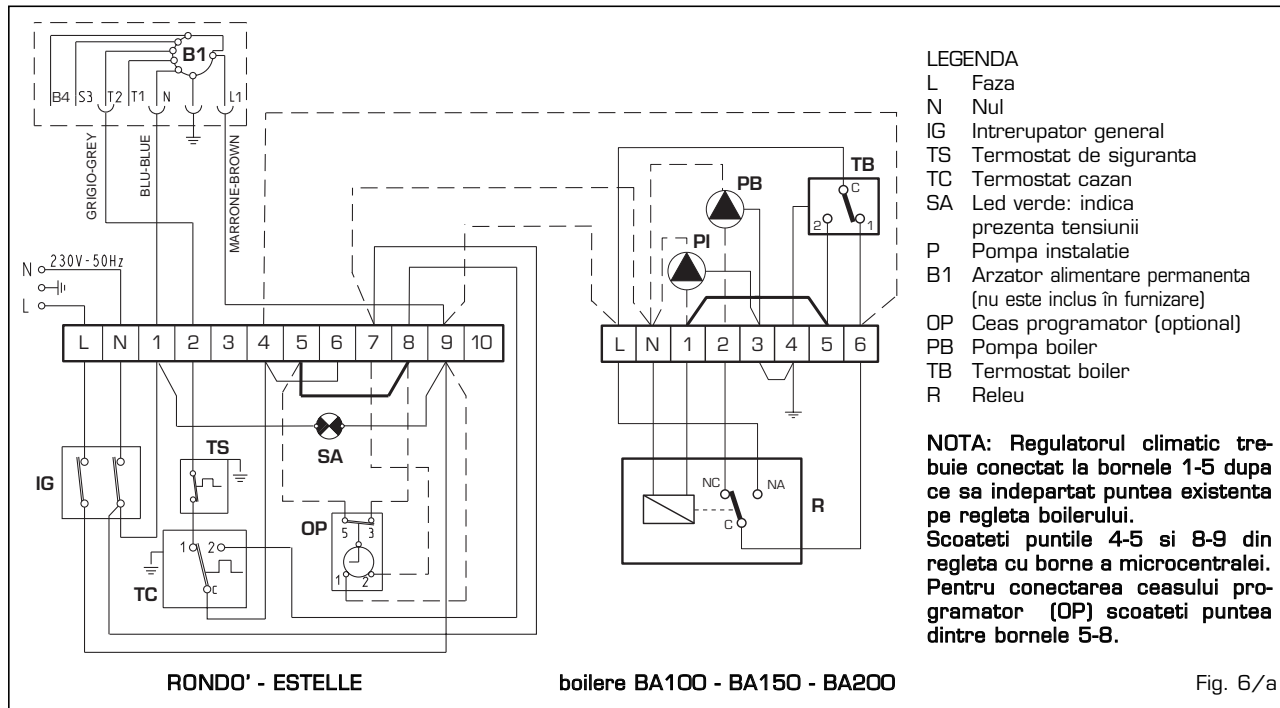 B1
B4 S3 T2 T1 N L1
GRIGIO-GREY
BLU-BLUE
MARRONE-BROWN
N 230V-50Hz
L
L N 1 2 3 4 5 6 7 8 9 10
IG
TS
SA
OP
5 3
1 2
TC
1 2
C
RONDO' - ESTELLE
TB
C
2 1
PB
PI
L N 1 2 3 4 5 6
NC NA
C
R
boilere BA100 - BA150 - BA200
LEGENDA
L Faza
N Nul
IG Intrerupator general
TS Termostat de siguranta
TC Termostat cazan
SA Led verde: indica
prezenta tensiunii
P Pompa instalatie
B1 Arzator alimentare permanenta
(nu este inclus în furnizare)
OP Ceas programator (optional)
PB Pompa boiler
TB Termostat boiler
R Releu
NOTA: Regulatorul climatic tre-
buie conectat la bornele 1-5 dupa
ce sa indepartat puntea existenta
pe regleta boilerului.
Scoateti puntile 4-5 si 8-9 din
regleta cu borne a microcentralei.
Pentru conectarea ceasului pro-
gramator (OP) scoateti puntea
dintre bornele 5-8.
Fig. 6/a